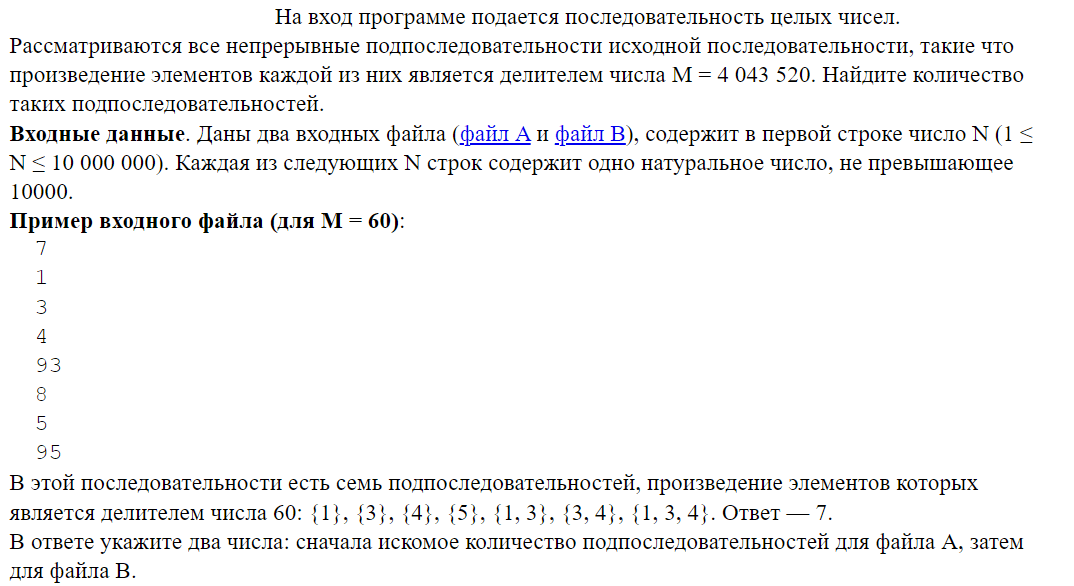 На вход программе подается последовательность целых чисел.
Рассматриваются все непрерывные подпоследовательности исходной последовательности, такие что
произведение элементов каждой из них является делителем числа M = 4 043 520. Найдите количество
таких подпоследовательностей.
Входные данные. Даны два входных файла (файл A и файл B), содержит в первой строке число N (1 ≤
N ≤ 10 000 000). Каждая из следующих N строк содержит одно натуральное число, не превышающее
10000.
Пример входного файла (для M = 60):
7
1
3
4
93
8
5
95
В этой последовательности есть семь подпоследовательностей, произведение элементов которых
является делителем числа 60: {1}, {3}, {4}, {5}, {1, 3}, {3, 4}, {1, 3, 4}. Ответ — 7.
В ответе укажите два числа: сначала искомое количество подпоследовательностей для файла A, затем
для файла B.